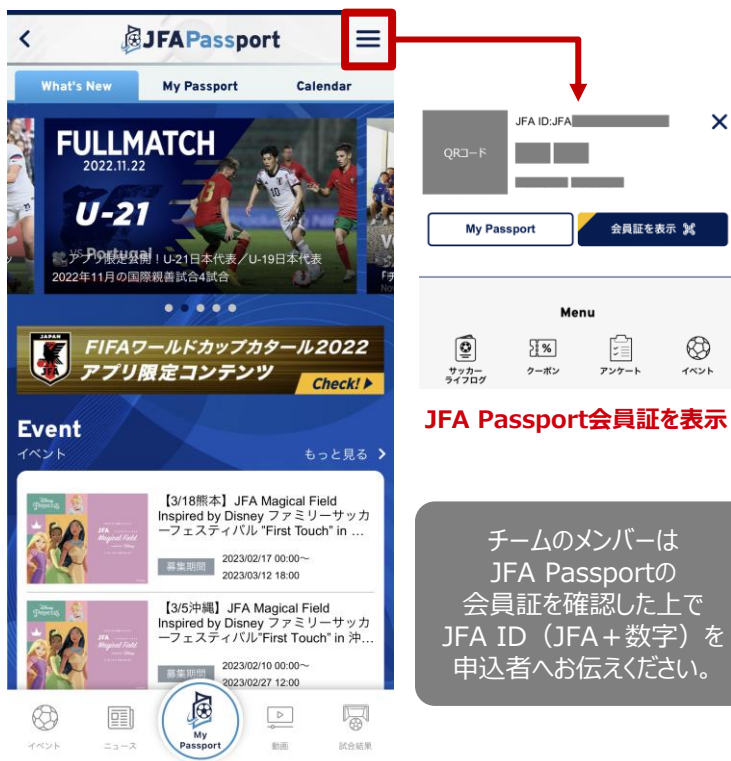 JFAPassport
What's New
My Passport
Calendar
FULLMATCH
2022.11.22
U-21
vs Portugal
アプリ限定公開！U-21日本代表／U-19日本代表
2022年11月の国際親善試合4試合
JAPAN
JFA
FIFAワールドカップカタール2022
アプリ限定コンテンツ
Check!
Event
イベント
もっと見る
【3/18熊本】JFA Magical Field
Inspired by Disney ファミリーサッカ
ーフェスティバル "First Touch" in …
募集期間
2023/02/17 00:00～
2023/03/12 18:00
【3/5沖縄】JFA Magical Field
Inspired by Disney ファミリーサッカ
ーフェスティバル"First Touch" in 沖…
募集期間
2023/02/10 00:00～
2023/02/27 12:00
イベント
ニュース
My
Passport
動画
試合結果
QRコード
JFA ID:JFA
My Passport
会員証を表示
Menu
サッカー
ライフログ
クーポン
アンケート
イベント
JFA Passport会員証を表示
チームのメンバーは
JFA Passportの
会員証を確認した上で
JFA ID（JFA＋数字）を
申込者へお伝えください。